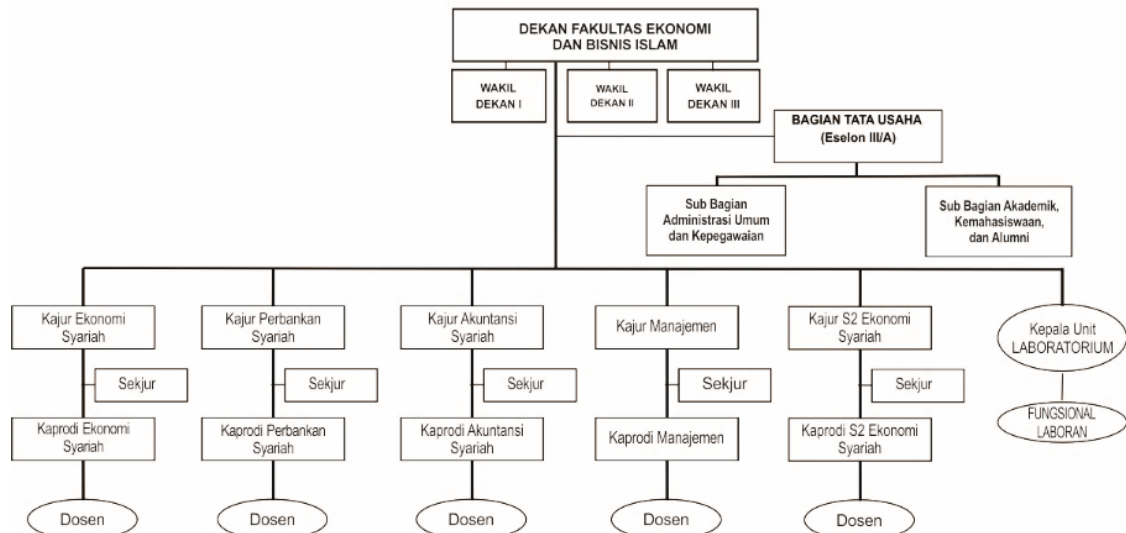 DEKAN FAKULTAS EKONOMI
DAN BISNIS ISLAM
WAKIL
DEKAN I
WAKIL
DEKAN II
WAKIL
DEKAN III
BAGIAN TATA USAHA
(Eselon III/A)
Sub Bagian
Administrasi Umum
dan Kepegawaian
Sub Bagian Akademik,
Kemahasiswaan,
dan Alumni
Kajur Ekonomi
Syariah
Kajur Perbankan
Syariah
Kajur Akuntansi
Syariah
Kajur Manajemen
Kajur S2 Ekonomi
Syariah
Kepala Unit
LABORATORIUM
Sekjur
Sekjur
Sekjur
Sekjur
Sekjur
Kaprodi Ekonomi
Syariah
Kaprodi Perbankan
Syariah
Kaprodi Akuntansi
Syariah
Kaprodi Manajemen
Kaprodi S2 Ekonomi
Syariah
FUNGSIONAL
LABORAN
Dosen
Dosen
Dosen
Dosen
Dosen